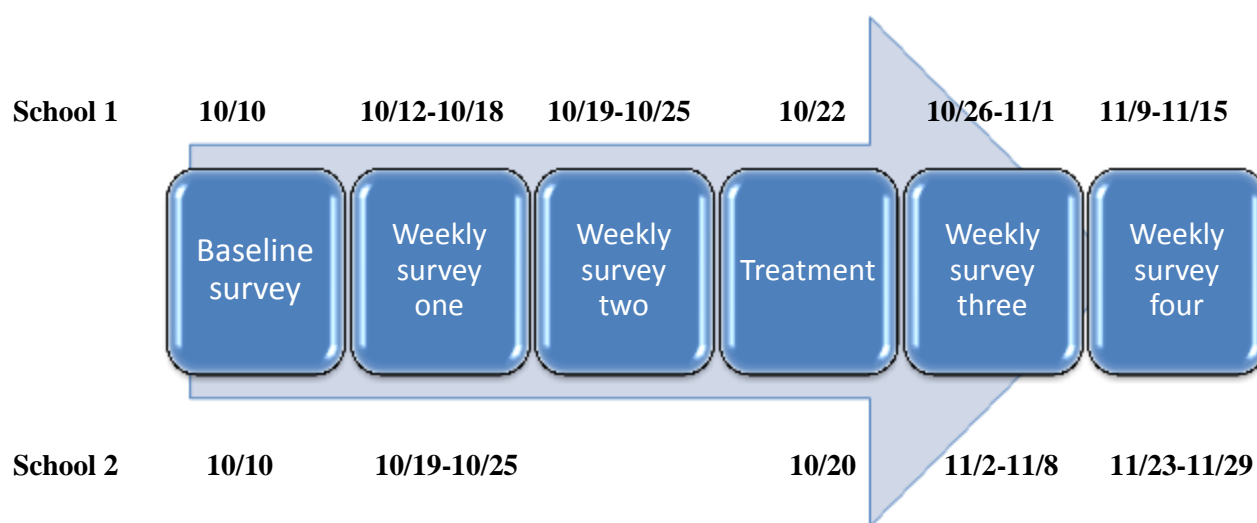 School 1 10/10 10/12-10/18 10/19-10/25 10/22 10/26-11/1 11/9-11/15
Baseline
survey
Weekly
survey
one
Weekly
survey
two
Treatment
Weekly
survey
three
Weekly
survey
four
School 2 10/10 10/19-10/25 10/20 11/2-11/8 11/23-11/29